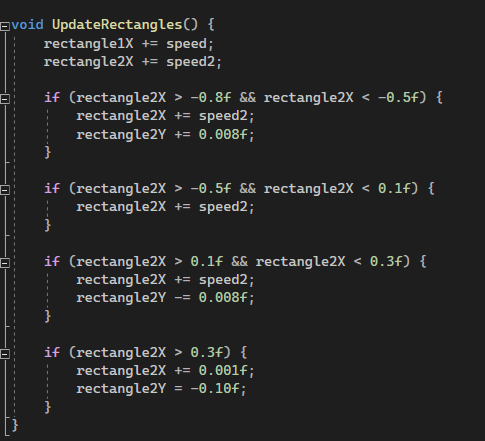 void UpdateRectangles() {
    rectangle1X += speed;
    rectangle2X += speed2;

    if (rectangle2X > -0.8f && rectangle2X < -0.5f) {
        rectangle2X += speed2;
        rectangle2Y += 0.008f;
    }

    if (rectangle2X > -0.5f && rectangle2X < 0.1f) {
        rectangle2X += speed2;
    }

    if (rectangle2X > 0.1f && rectangle2X < 0.3f) {
        rectangle2X += speed2;
        rectangle2Y -= 0.008f;
    }

    if (rectangle2X > 0.3f) {
        rectangle2X += 0.001f;
        rectangle2Y = -0.10f;
    }
}